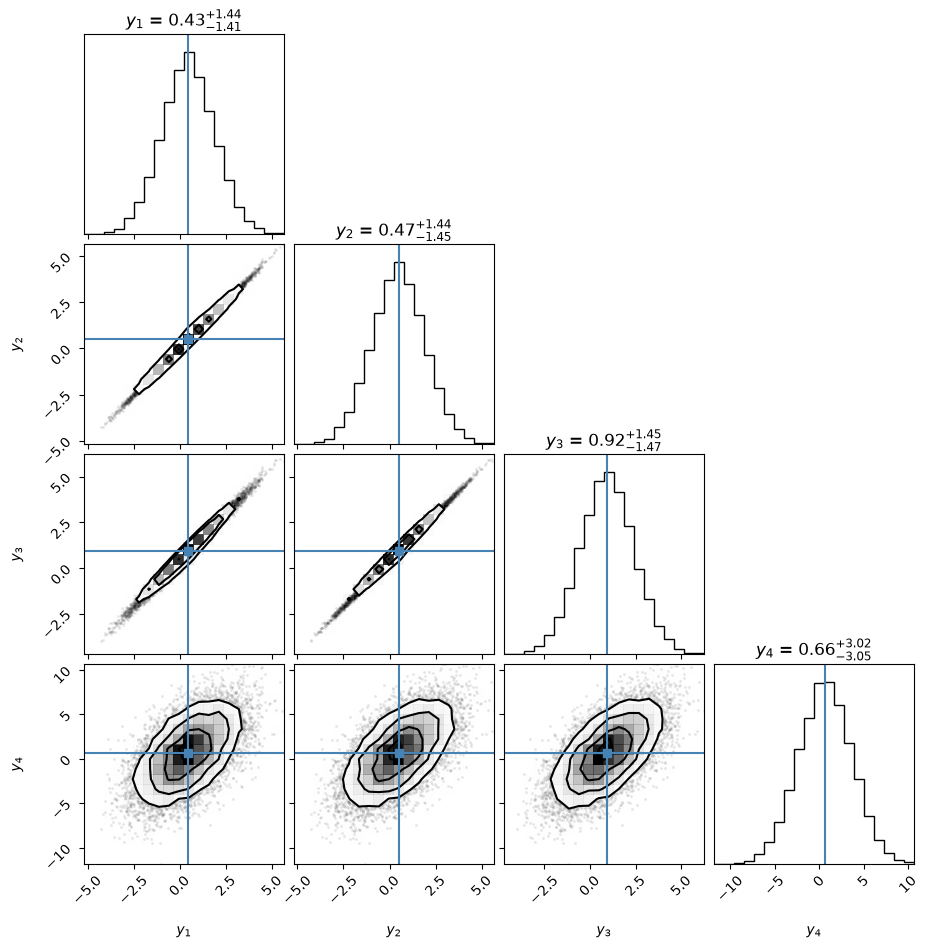 y₁ = 0.43^{+1.44}_{−1.41}
y₂ = 0.47^{+1.44}_{−1.45}
5.0
2.5
0.0
−2.5
−5.0
y₂
y₃ = 0.92^{+1.45}_{−1.47}
5.0
2.5
0.0
−2.5
y₃
y₄ = 0.66^{+3.02}_{−3.05}
10
5
0
−5
−10
y₄
−5.0 −2.5 0.0 2.5 5.0 −5.0 −2.5 0.0 2.5 5.0 −2.5 0.0 2.5 5.0 −10 −5 0 5 10
y₁ y₂ y₃ y₄